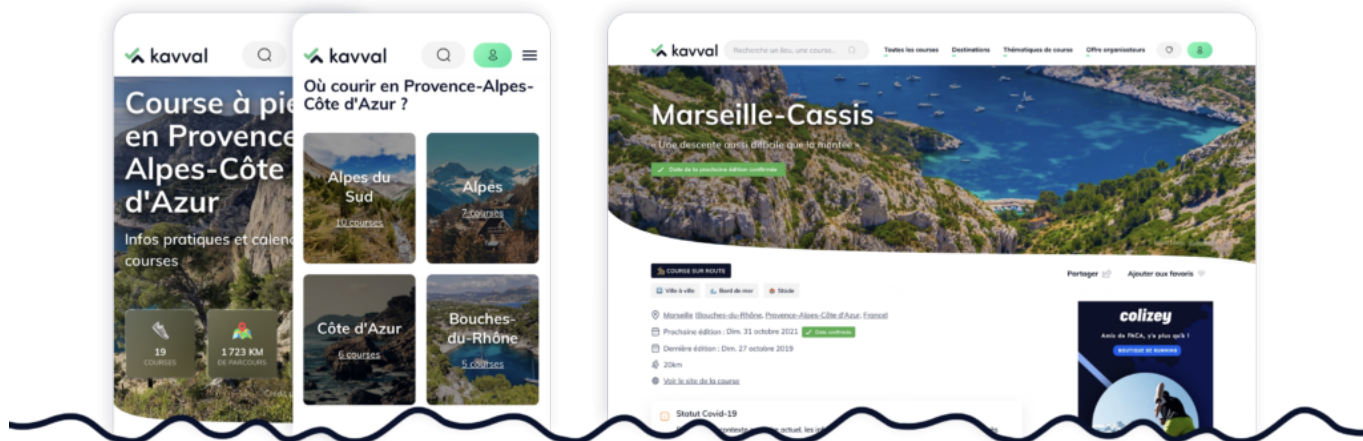 kavval
Course à pie
en Provence
Alpes-Côte
d'Azur
Infos pratiques et calend
courses
19
COURSES
1 723 KM
DE PARCOURS
kavval
Où courir en Provence-Alpes-
Côte d'Azur ?
Alpes du
Sud
10 courses
Alpes
7 courses
Côte d'Azur
6 courses
Bouches-
du-Rhône
5 courses
kavval
Recherche un lieu, une course...
Toutes les courses Destinations Thématiques de course Offre organisateurs
Marseille-Cassis
« Une descente aussi difficile que la montée »
Date de la prochaine édition confirmée
COURSE SUR ROUTE
Partager Ajouter aux favoris
Ville à ville Bord de mer Stade
Marseille (Bouches-du-Rhône, Provence-Alpes-Côte d'Azur, France)
Prochaine édition : Dim. 31 octobre 2021 Date confirmée
Dernière édition : Dim. 27 octobre 2019
20km
Voir le site de la course
colizey
Amis de PACA, y'a plus qu'à !
BOUTIQUE DE RUNNING
Statut Covid-19
contexte actuel, les